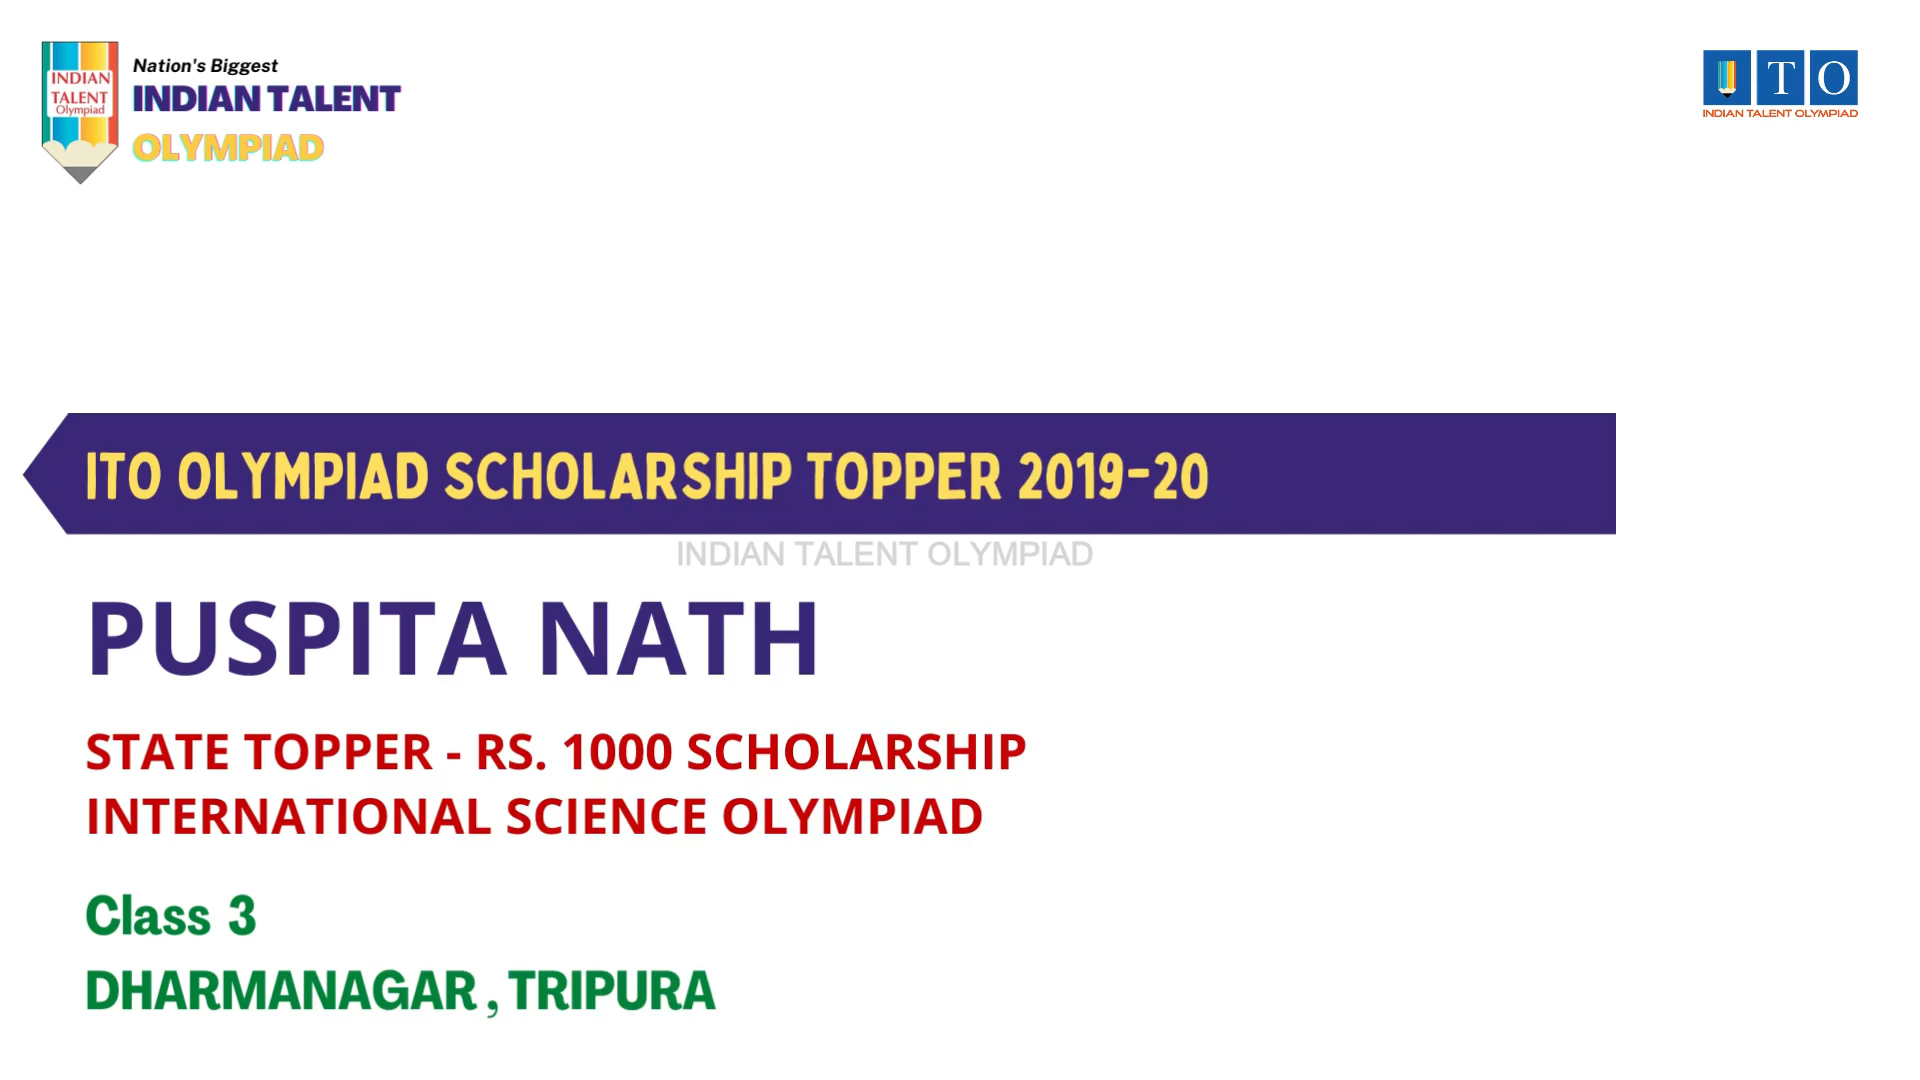 Nation's Biggest
INDIAN TALENT
OLYMPIAD
INDIAN
TALENT
Olympiad
T O
INDIAN TALENT OLYMPIAD
ITO OLYMPIAD SCHOLARSHIP TOPPER 2019-20
INDIAN TALENT OLYMPIAD
PUSPITA NATH
STATE TOPPER - RS. 1000 SCHOLARSHIP
INTERNATIONAL SCIENCE OLYMPIAD
Class 3
DHARMANAGAR , TRIPURA